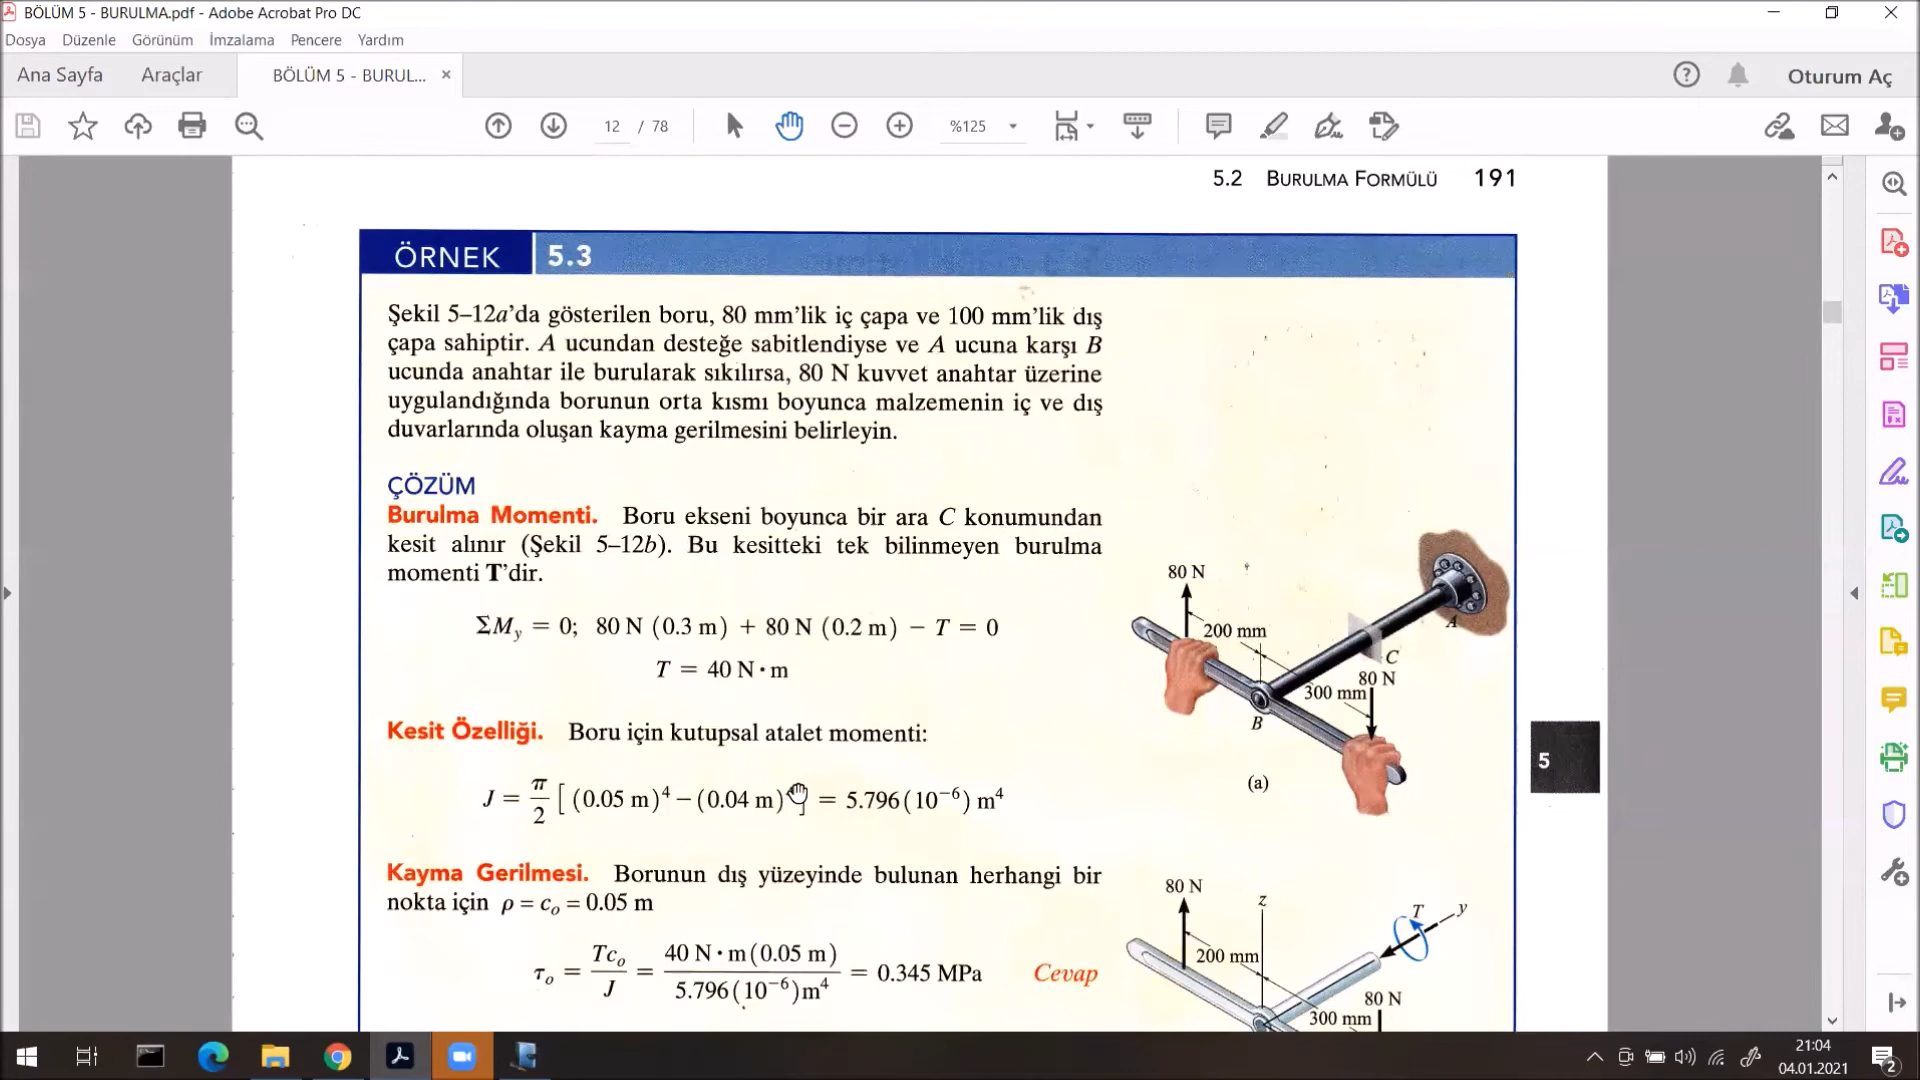 BÖLÜM 5 - BURULMA.pdf - Adobe Acrobat Pro DC
Dosya Düzenle Görünüm İmzalama Pencere Yardım
Ana Sayfa Araçlar BÖLÜM 5 - BURUL... × Oturum Aç
12 / 78 %125
5.2 BURULMA FORMÜLÜ 191
ÖRNEK 5.3
Şekil 5–12a’da gösterilen boru, 80 mm’lik iç çapa ve 100 mm’lik dış
çapa sahiptir. A ucundan desteğe sabitlendiyse ve A ucuna karşı B
ucunda anahtar ile burularak sıkılırsa, 80 N kuvvet anahtar üzerine
uygulandığında borunun orta kısmı boyunca malzemenin iç ve dış
duvarlarında oluşan kayma gerilmesini belirleyin.
ÇÖZÜM
Burulma Momenti. Boru ekseni boyunca bir ara C konumundan
kesit alınır (Şekil 5–12b). Bu kesitteki tek bilinmeyen burulma
momenti T’dir.
ΣM_y = 0; 80 N (0.3 m) + 80 N (0.2 m) − T = 0
T = 40 N·m
Kesit Özelliği. Boru için kutupsal atalet momenti:
J = π/2 [ (0.05 m)⁴ − (0.04 m) = 5.796(10⁻⁶) m⁴
Kayma Gerilmesi. Borunun dış yüzeyinde bulunan herhangi bir
nokta için ρ = c_o = 0.05 m
τ_o = Tc_o/J = 40 N·m(0.05 m)/5.796(10⁻⁶)m⁴ = 0.345 MPa Cevap
80 N
200 mm
A
C
80 N
300 mm
B
(a)
5
80 N
z
T
y
200 mm
80 N
300 mm
21:04
04.01.2021
2